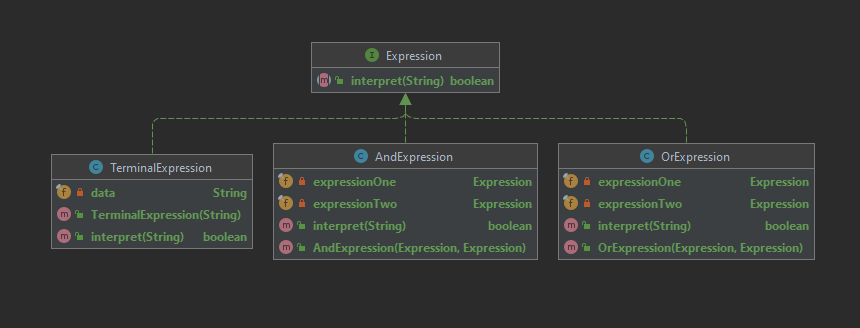 Expression
interpret(String) boolean
TerminalExpression
data String
TerminalExpression(String)
interpret(String) boolean
AndExpression
expressionOne Expression
expressionTwo Expression
interpret(String) boolean
AndExpression(Expression, Expression)
OrExpression
expressionOne Expression
expressionTwo Expression
interpret(String) boolean
OrExpression(Expression, Expression)